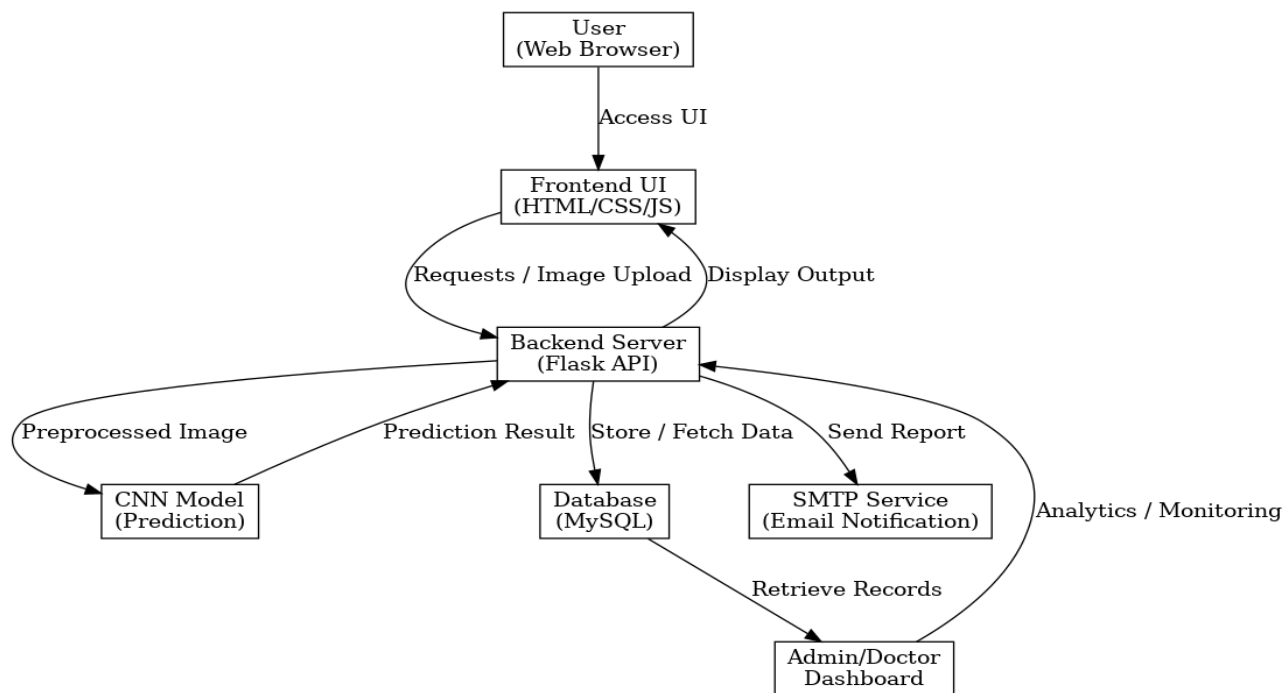 User
(Web Browser)
Access UI
Frontend UI
(HTML/CSS/JS)
Requests / Image Upload
Display Output
Backend Server
(Flask API)
Preprocessed Image
Prediction Result
Store / Fetch Data
Send Report
CNN Model
(Prediction)
Database
(MySQL)
SMTP Service
(Email Notification)
Analytics / Monitoring
Retrieve Records
Admin/Doctor
Dashboard